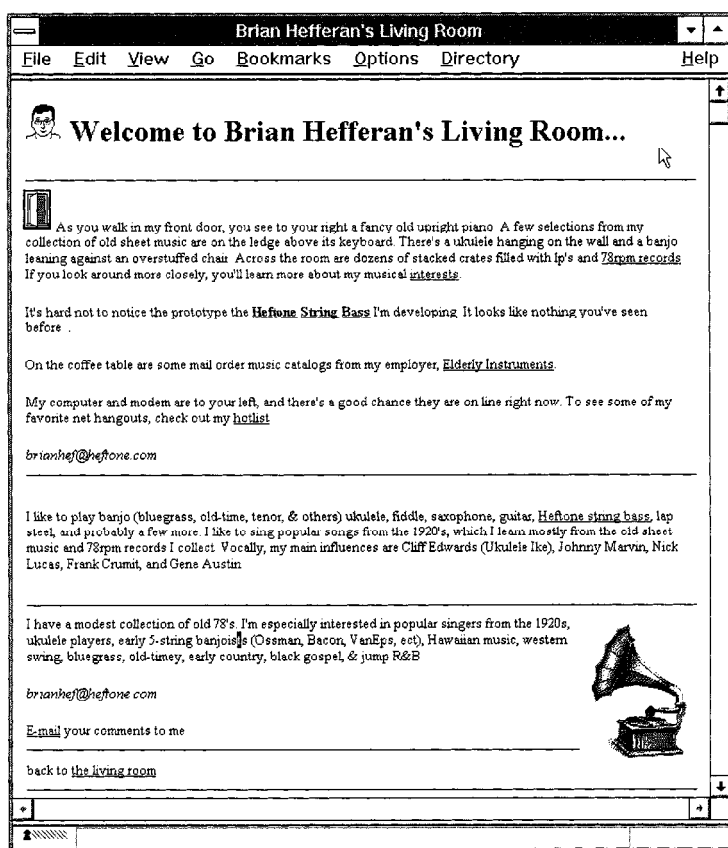 Brian Hefferan's Living Room
File Edit View Go Bookmarks Options Directory Help
Welcome to Brian Hefferan's Living Room...
As you walk in my front door, you see to your right a fancy old upright piano A few selections from my
collection of old sheet music are on the ledge above its keyboard. There's a ukulele hanging on the wall and a banjo
leaning against an overstuffed chair Across the room are dozens of stacked crates filled with lp's and 78rpm records
If you look around more closely, you'll learn more about my musical interests.
It's hard not to notice the prototype the Heftone String Bass I'm developing. It looks like nothing you've seen
before .
On the coffee table are some mail order music catalogs from my employer, Elderly Instruments.
My computer and modem are to your left, and there's a good chance they are on line right now. To see some of my
favorite net hangouts, check out my hotlist
brianhef@heftone.com
I like to play banjo (bluegrass, old-time, tenor, & others) ukulele, fiddle, saxophone, guitar, Heftone string bass, lap
steel, and probably a few more. I like to sing popular songs from the 1920's, which I learn mostly from the old sheet
music and 78rpm records I collect Vocally, my main influences are Cliff Edwards (Ukulele Ike), Johnny Marvin, Nick
Lucas, Frank Crumit, and Gene Austin
I have a modest collection of old 78's. I'm especially interested in popular singers from the 1920s,
ukulele players, early 5-string banjoists (Ossman, Bacon, VanEps, ect), Hawaiian music, western
swing, bluegrass, old-timey, early country, black gospel, & jump R&B
brianhef@heftone com
E-mail your comments to me
back to the living room